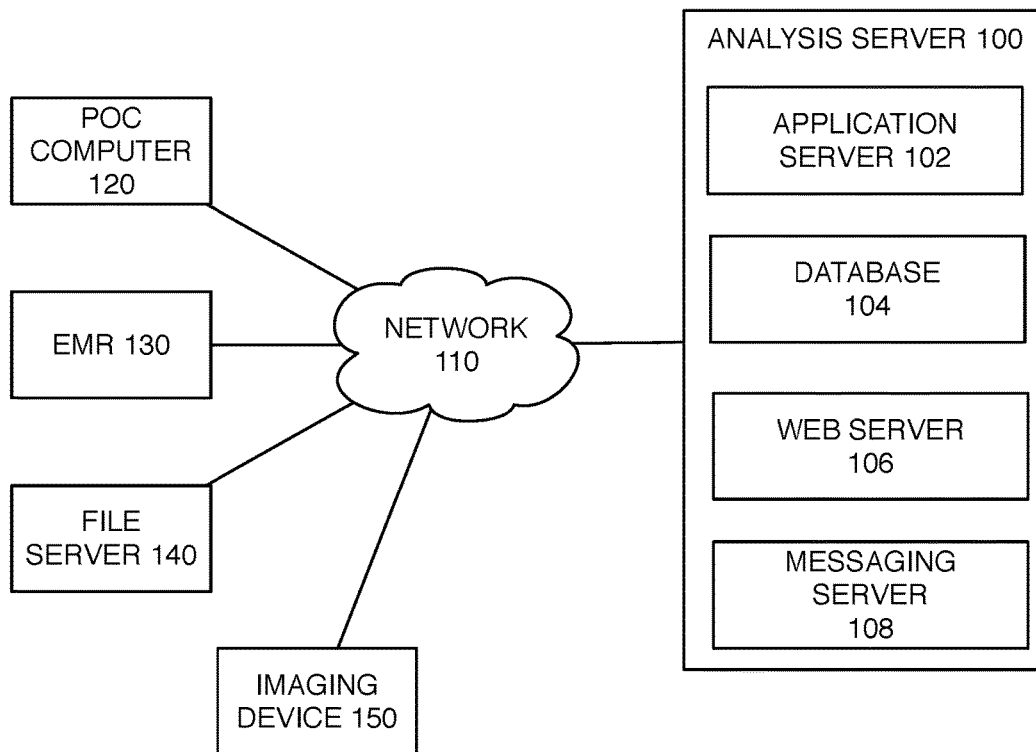 ANALYSIS SERVER 100
POC
COMPUTER
120
EMR 130
FILE
SERVER 140
IMAGING
DEVICE 150
NETWORK
110
APPLICATION
SERVER 102
DATABASE
104
WEB SERVER
106
MESSAGING
SERVER
108